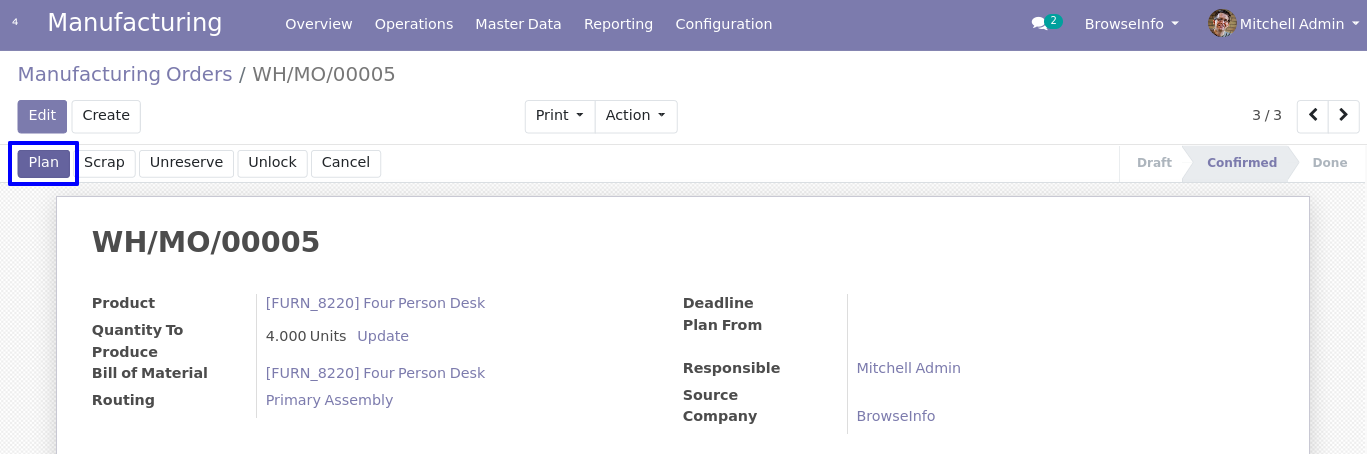 4 Manufacturing Overview Operations Master Data Reporting Configuration 2 BrowseInfo Mitchell Admin
Manufacturing Orders / WH/MO/00005
Edit Create Print Action 3 / 3
Plan Scrap Unreserve Unlock Cancel Draft Confirmed Done
WH/MO/00005
Product [FURN_8220] Four Person Desk
Quantity To
Produce 4.000 Units Update
Bill of Material [FURN_8220] Four Person Desk
Routing Primary Assembly
Deadline
Plan From
Responsible Mitchell Admin
Source
Company BrowseInfo